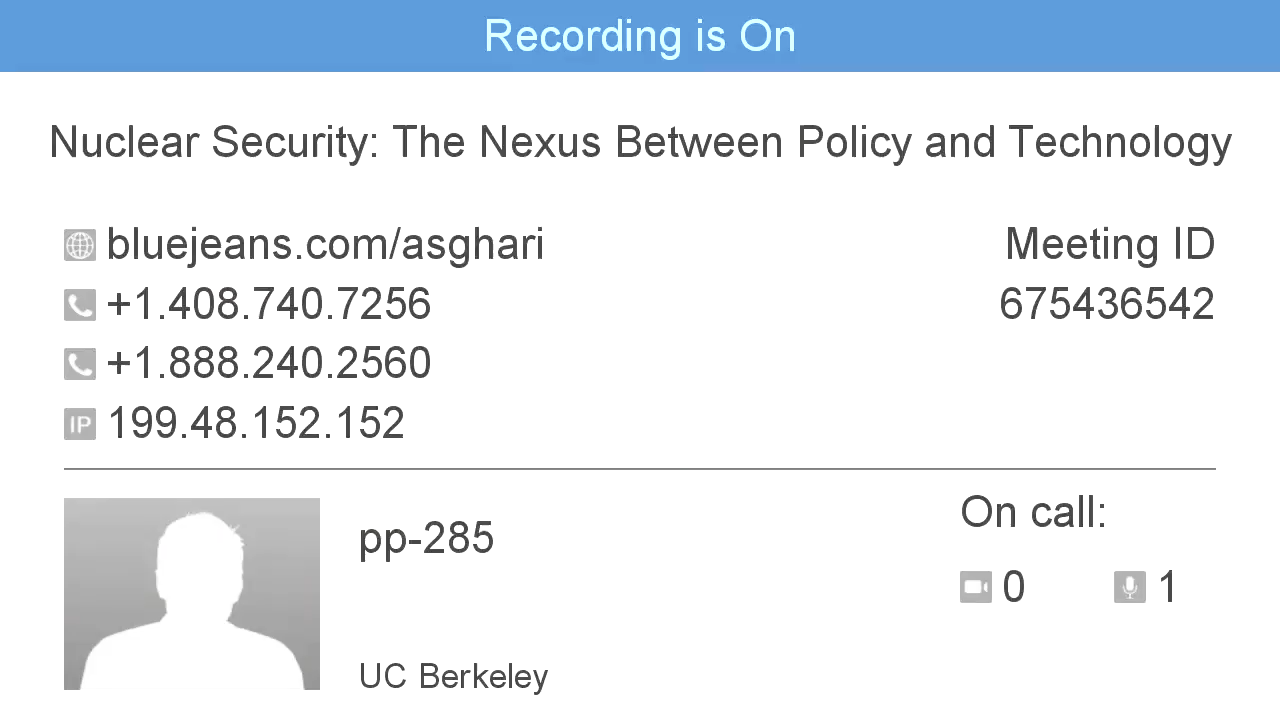 Recording is On
Nuclear Security: The Nexus Between Policy and Technology
bluejeans.com/asghari
Meeting ID
+1.408.740.7256
675436542
+1.888.240.2560
IP 199.48.152.152
On call:
pp-285
0 1
UC Berkeley